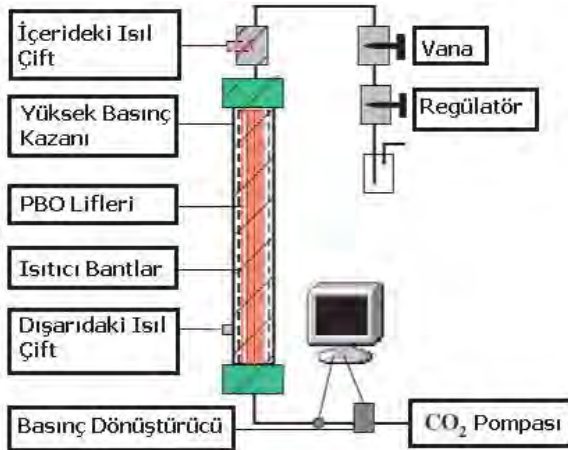 İçerideki Isıl
Çift
Yüksek Basınç
Kazanı
PBO Lifleri
Isıtıcı Bantlar
Dışarıdaki Isıl
Çift
Basınç Dönüştürücü
Vana
Regülatör
CO₂ Pompası